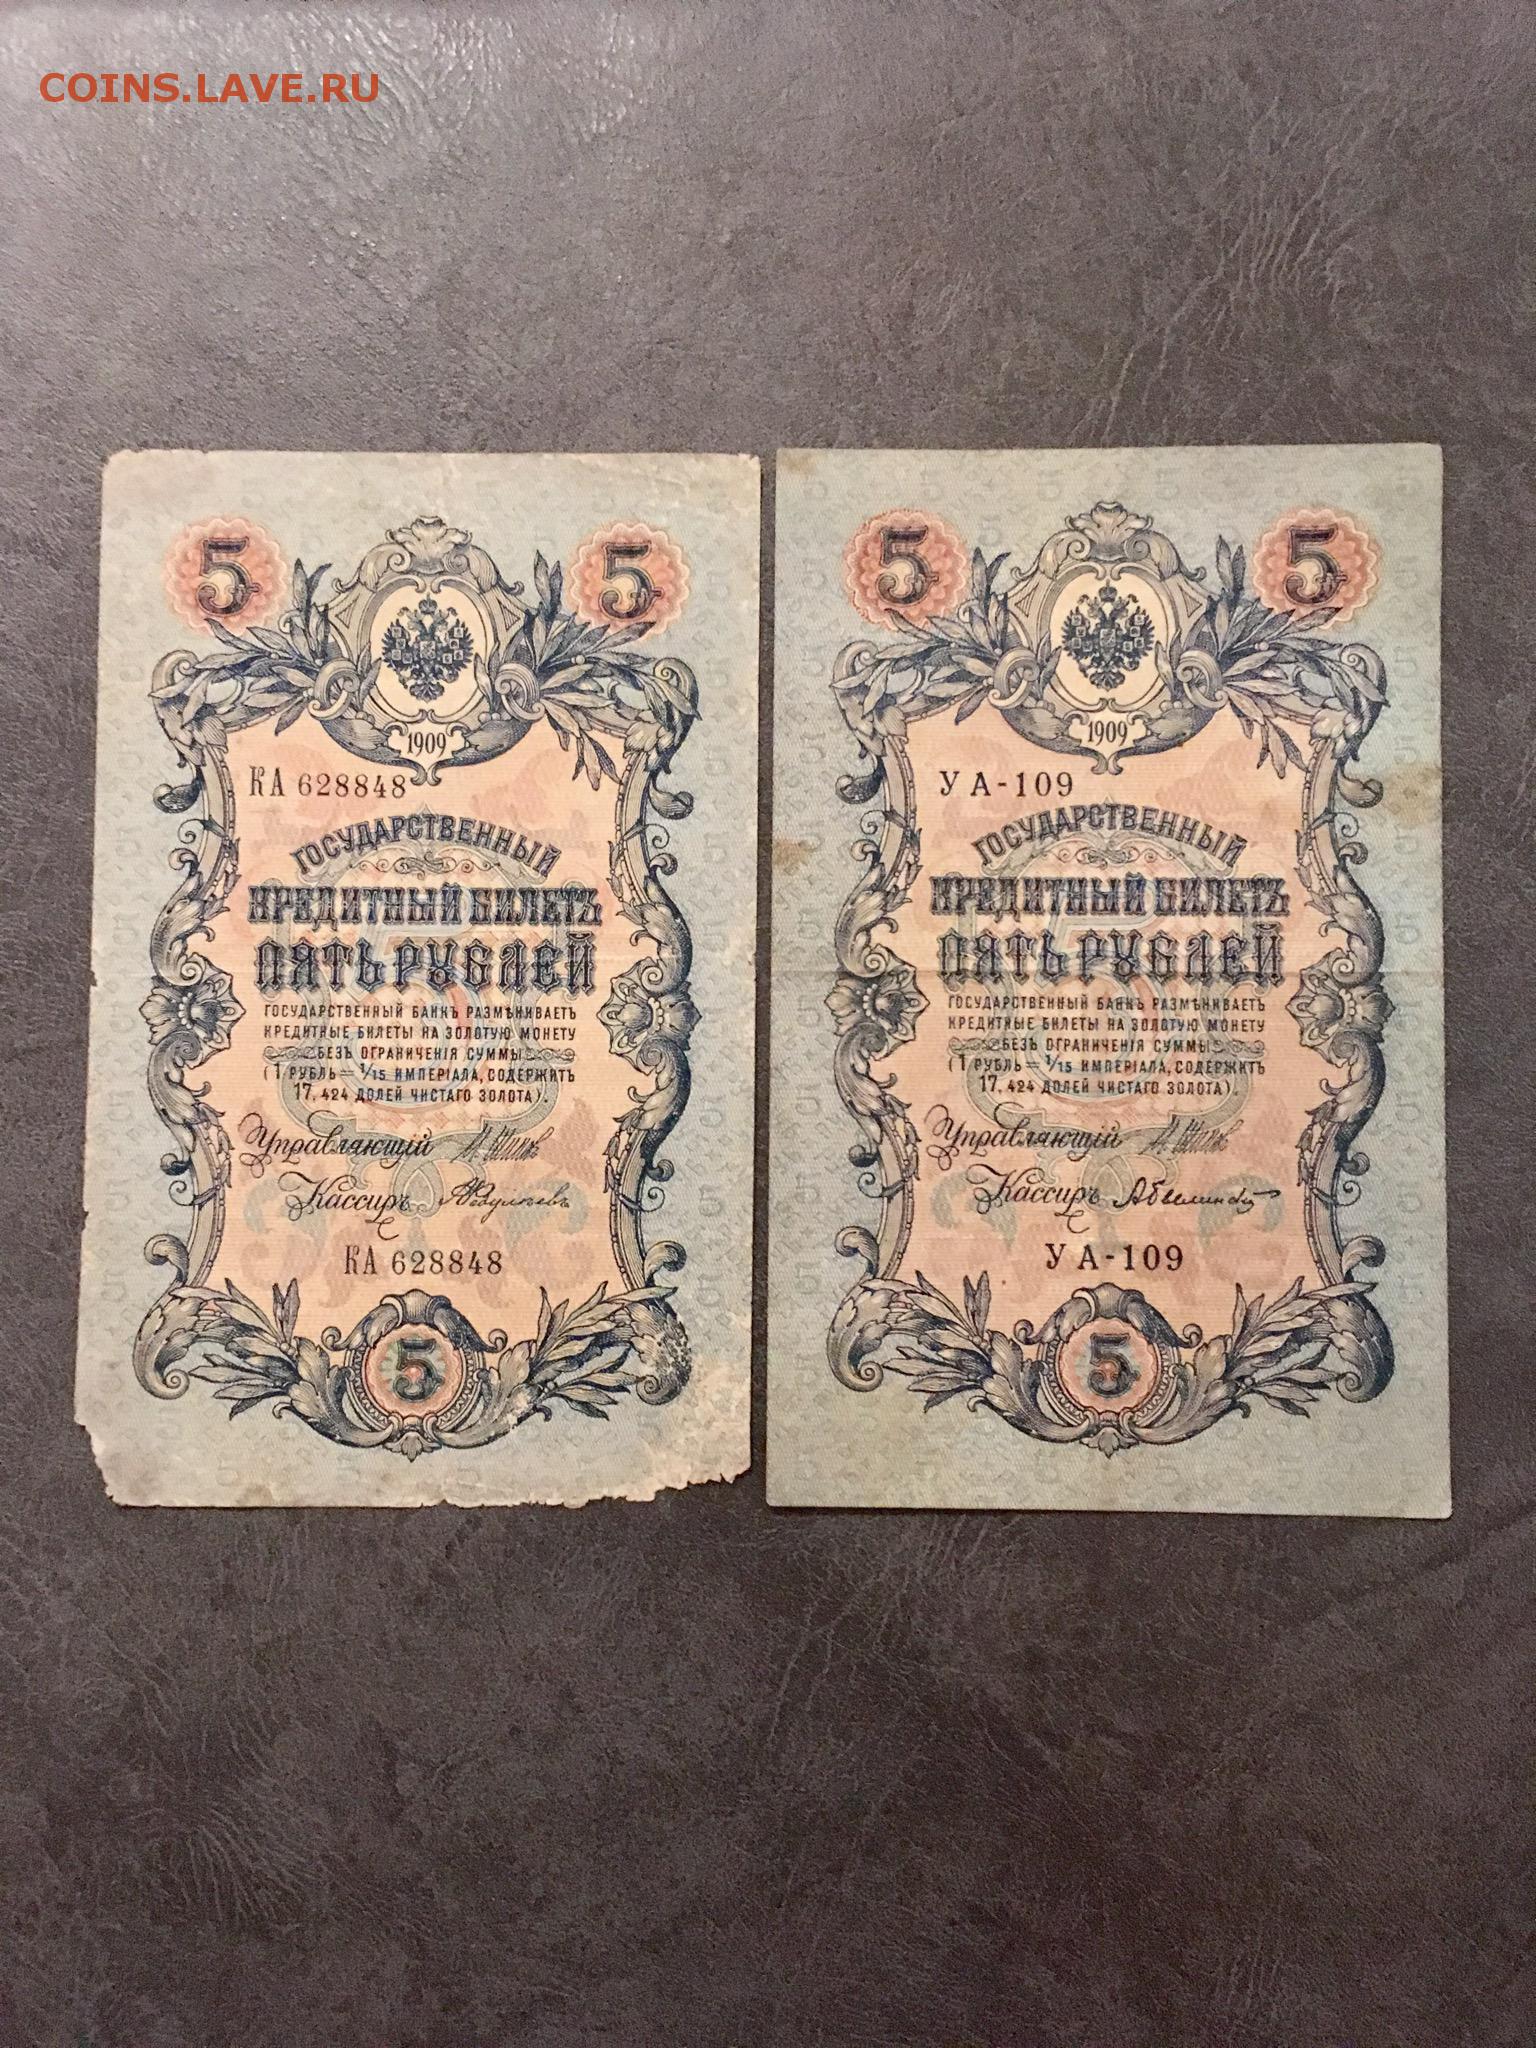 COINS.LAVE.RU
5 5
1909
КА 628848
ГОСУДАРСТВЕННЫЙ
КРЕДИТНЫЙ БИЛЕТЪ
ПЯТЬ РУБЛЕЙ
ГОСУДАРСТВЕННЫЙ БАНКЪ РАЗМѢНИВАЕТЪ
КРЕДИТНЫЕ БИЛЕТЫ НА ЗОЛОТУЮ МОНЕТУ
БЕЗЪ ОГРАНИЧЕНІЯ СУММЫ
(1 РУБЛЬ = 1/15 ИМПЕРІАЛА, СОДЕРЖИТЪ
17,424 ДОЛЕЙ ЧИСТАГО ЗОЛОТА).
Управляющій
Кассиръ
КА 628848
5
5 5
1909
УА-109
ГОСУДАРСТВЕННЫЙ
КРЕДИТНЫЙ БИЛЕТЪ
ПЯТЬ РУБЛЕЙ
ГОСУДАРСТВЕННЫЙ БАНКЪ РАЗМѢНИВАЕТЪ
КРЕДИТНЫЕ БИЛЕТЫ НА ЗОЛОТУЮ МОНЕТУ
БЕЗЪ ОГРАНИЧЕНІЯ СУММЫ
(1 РУБЛЬ = 1/15 ИМПЕРІАЛА, СОДЕРЖИТЪ
17,424 ДОЛЕЙ ЧИСТАГО ЗОЛОТА).
Управляющій
Кассиръ
УА-109
5